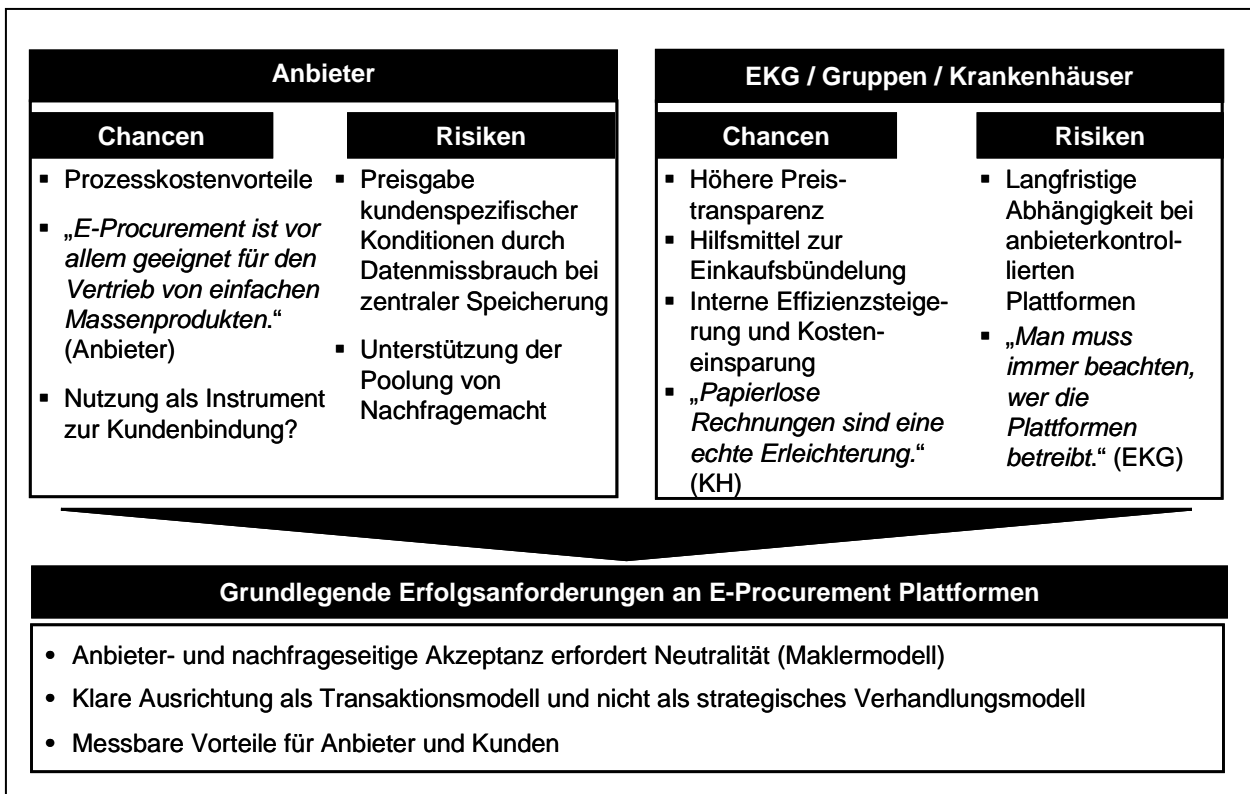 Anbieter
Chancen
▪ Prozesskostenvorteile
▪ „E-Procurement ist vor
allem geeignet für den
Vertrieb von einfachen
Massenprodukten.“
(Anbieter)
▪ Nutzung als Instrument
zur Kundenbindung?
Risiken
▪ Preisgabe
kundenspezifischer
Konditionen durch
Datenmissbrauch bei
zentraler Speicherung
▪ Unterstützung der
Poolung von
Nachfragemacht
EKG / Gruppen / Krankenhäuser
Chancen
▪ Höhere Preis-
transparenz
▪ Hilfsmittel zur
Einkaufsbündelung
▪ Interne Effizienzsteige-
rung und Kosten-
einsparung
▪ „Papierlose
Rechnungen sind eine
echte Erleichterung.“
(KH)
Risiken
▪ Langfristige
Abhängigkeit bei
anbieterkontrol-
lierten
Plattformen
▪ „Man muss
immer beachten,
wer die
Plattformen
betreibt.“ (EKG)
Grundlegende Erfolgsanforderungen an E-Procurement Plattformen
• Anbieter- und nachfrageseitige Akzeptanz erfordert Neutralität (Maklermodell)
• Klare Ausrichtung als Transaktionsmodell und nicht als strategisches Verhandlungsmodell
• Messbare Vorteile für Anbieter und Kunden